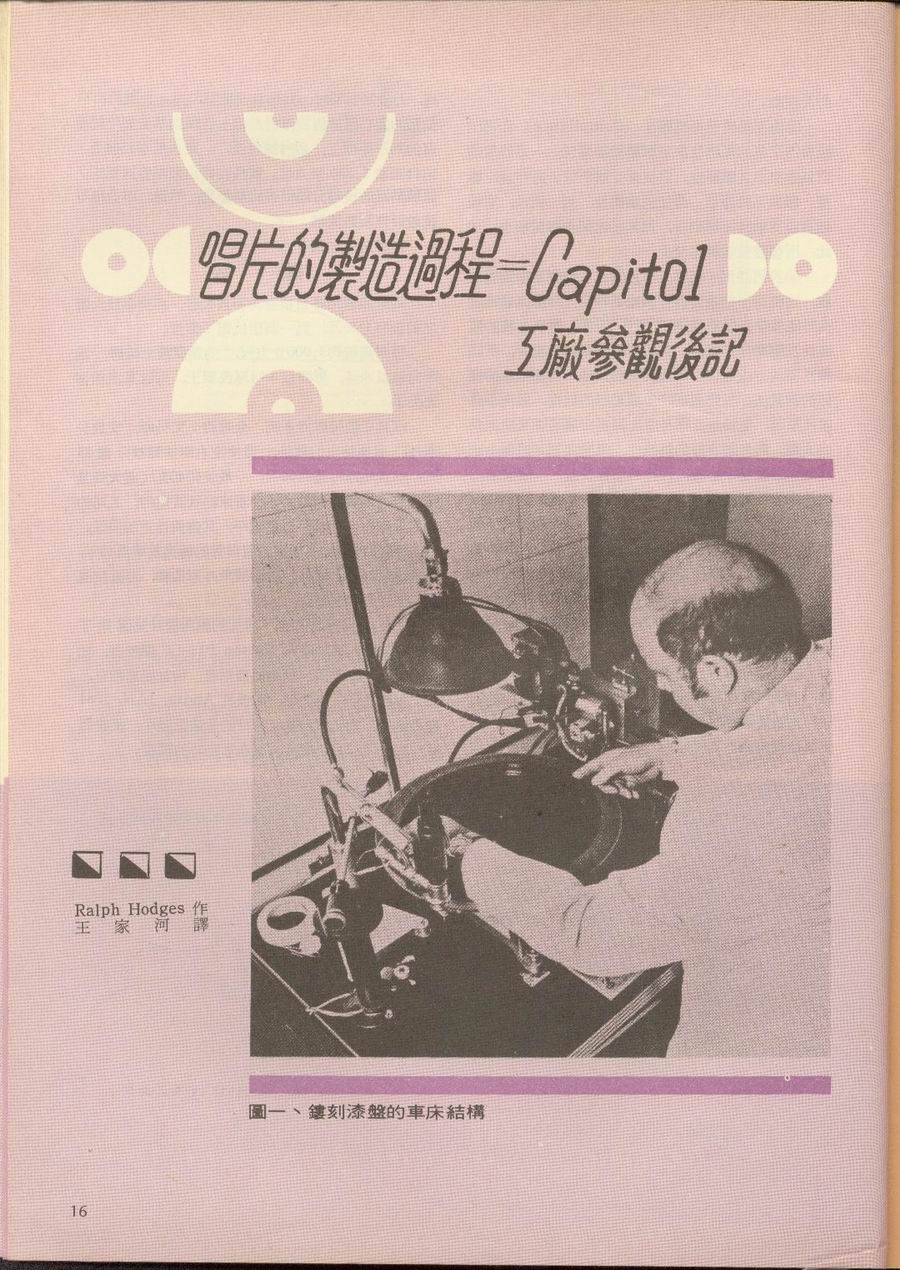 唱片的製造過程=Capitol
工廠參觀後記
Ralph Hodges 作
王家河譯
圖一、鏤刻漆盤的車床結構
16